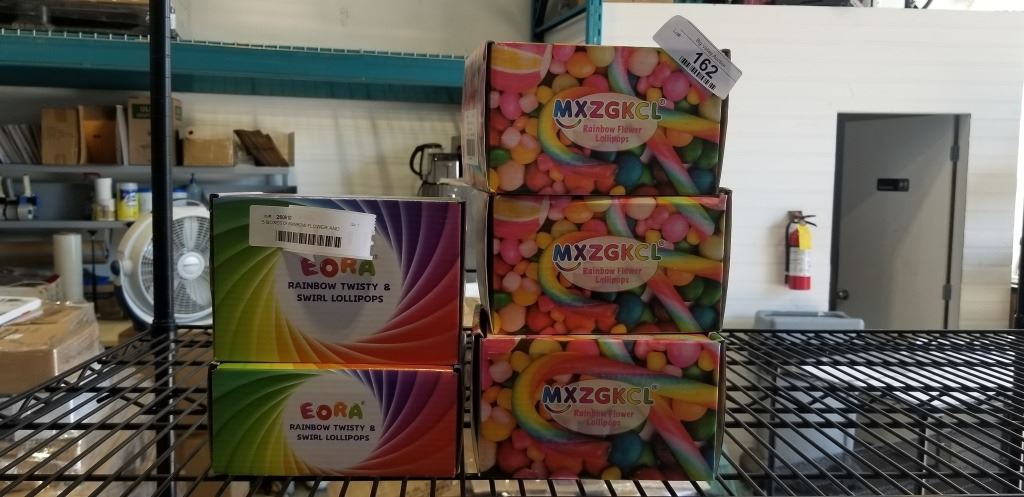 162
MXZGKCL
Rainbow Flower
Lollipops
MXZGKCL
Rainbow Flower
Lollipops
MXZGKCL
Rainbow Flower
Lollipops
EORA
RAINBOW TWISTY &
SWIRL LOLLIPOPS
EORA
RAINBOW TWISTY &
SWIRL LOLLIPOPS